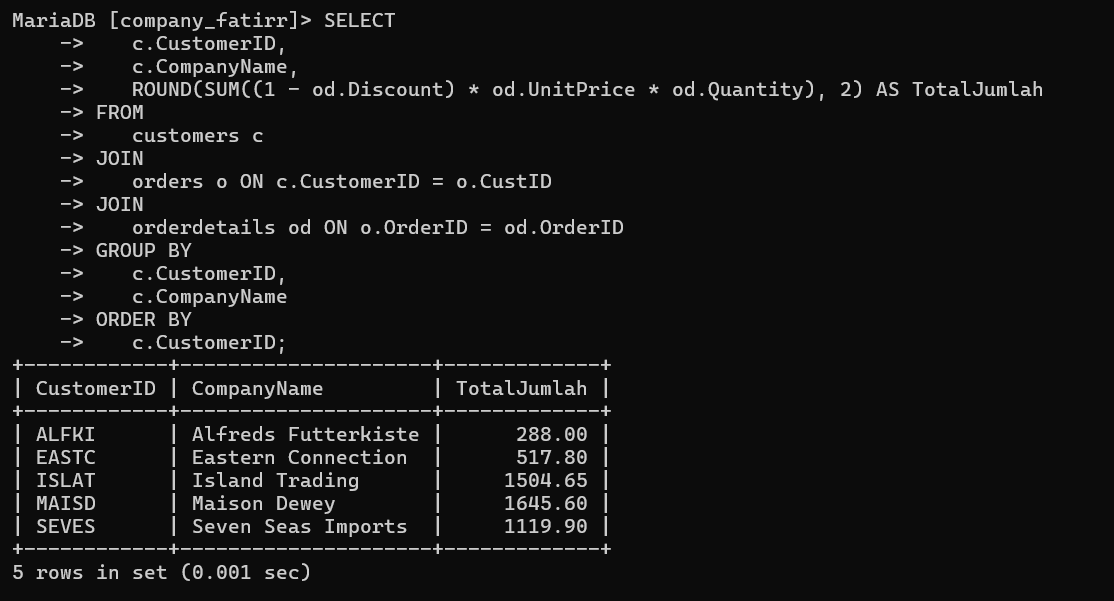 MariaDB [company_fatirr]> SELECT
    ->    c.CustomerID,
    ->    c.CompanyName,
    ->    ROUND(SUM((1 - od.Discount) * od.UnitPrice * od.Quantity), 2) AS TotalJumlah
    -> FROM
    ->    customers c
    -> JOIN
    ->    orders o ON c.CustomerID = o.CustID
    -> JOIN
    ->    orderdetails od ON o.OrderID = od.OrderID
    -> GROUP BY
    ->    c.CustomerID,
    ->    c.CompanyName
    -> ORDER BY
    ->    c.CustomerID;
+------------+---------------------+-------------+
| CustomerID | CompanyName         | TotalJumlah |
+------------+---------------------+-------------+
| ALFKI      | Alfreds Futterkiste |      288.00 |
| EASTC      | Eastern Connection  |      517.80 |
| ISLAT      | Island Trading      |     1504.65 |
| MAISD      | Maison Dewey        |     1645.60 |
| SEVES      | Seven Seas Imports  |     1119.90 |
+------------+---------------------+-------------+
5 rows in set (0.001 sec)